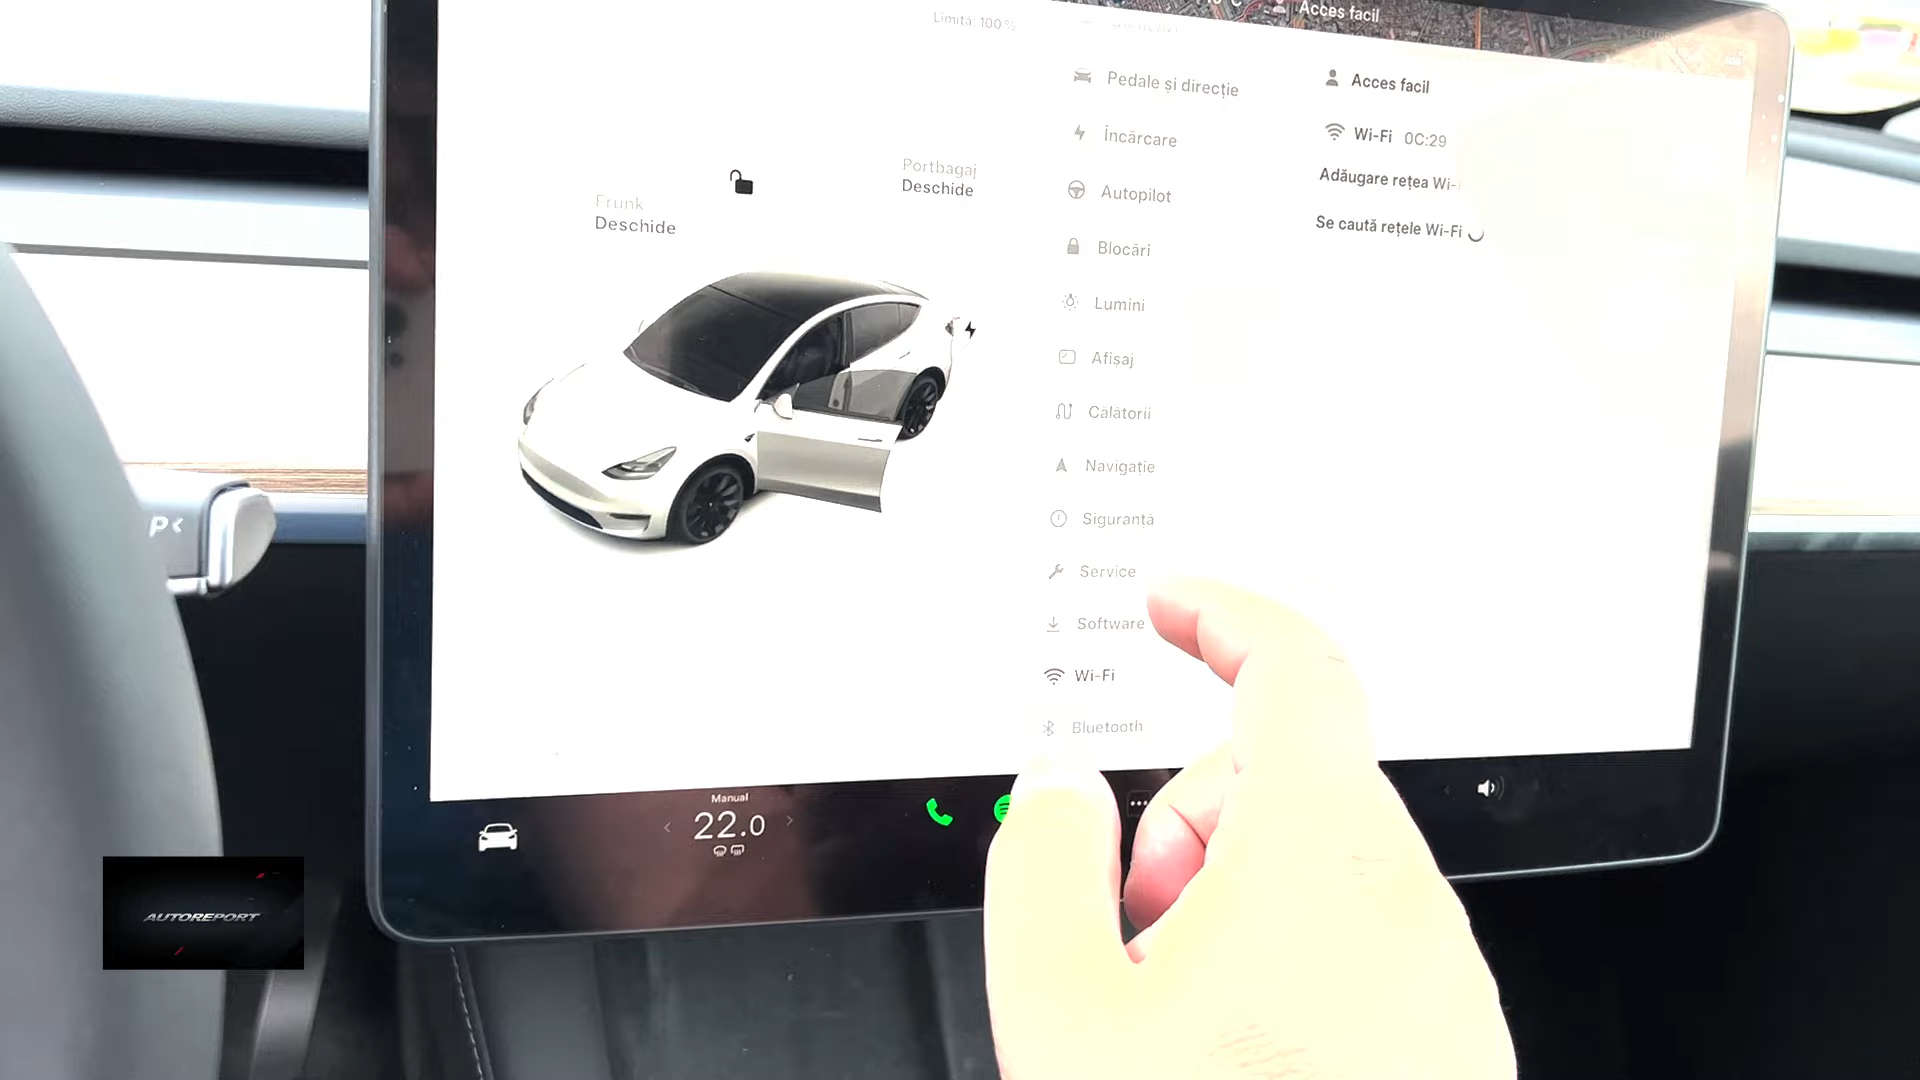 Limită: 100 %
Acces facil
Pedale și direcție
Încărcare
Autopilot
Blocări
Lumini
Afișaj
Călătorii
Navigație
Siguranță
Service
Software
Wi-Fi
Bluetooth
Acces facil
Wi-Fi 0C:29
Adăugare rețea Wi-
Se caută rețele Wi-Fi
Portbagaj
Deschide
Frunk
Deschide
P<
Manual
22.0
AUTOREPORT